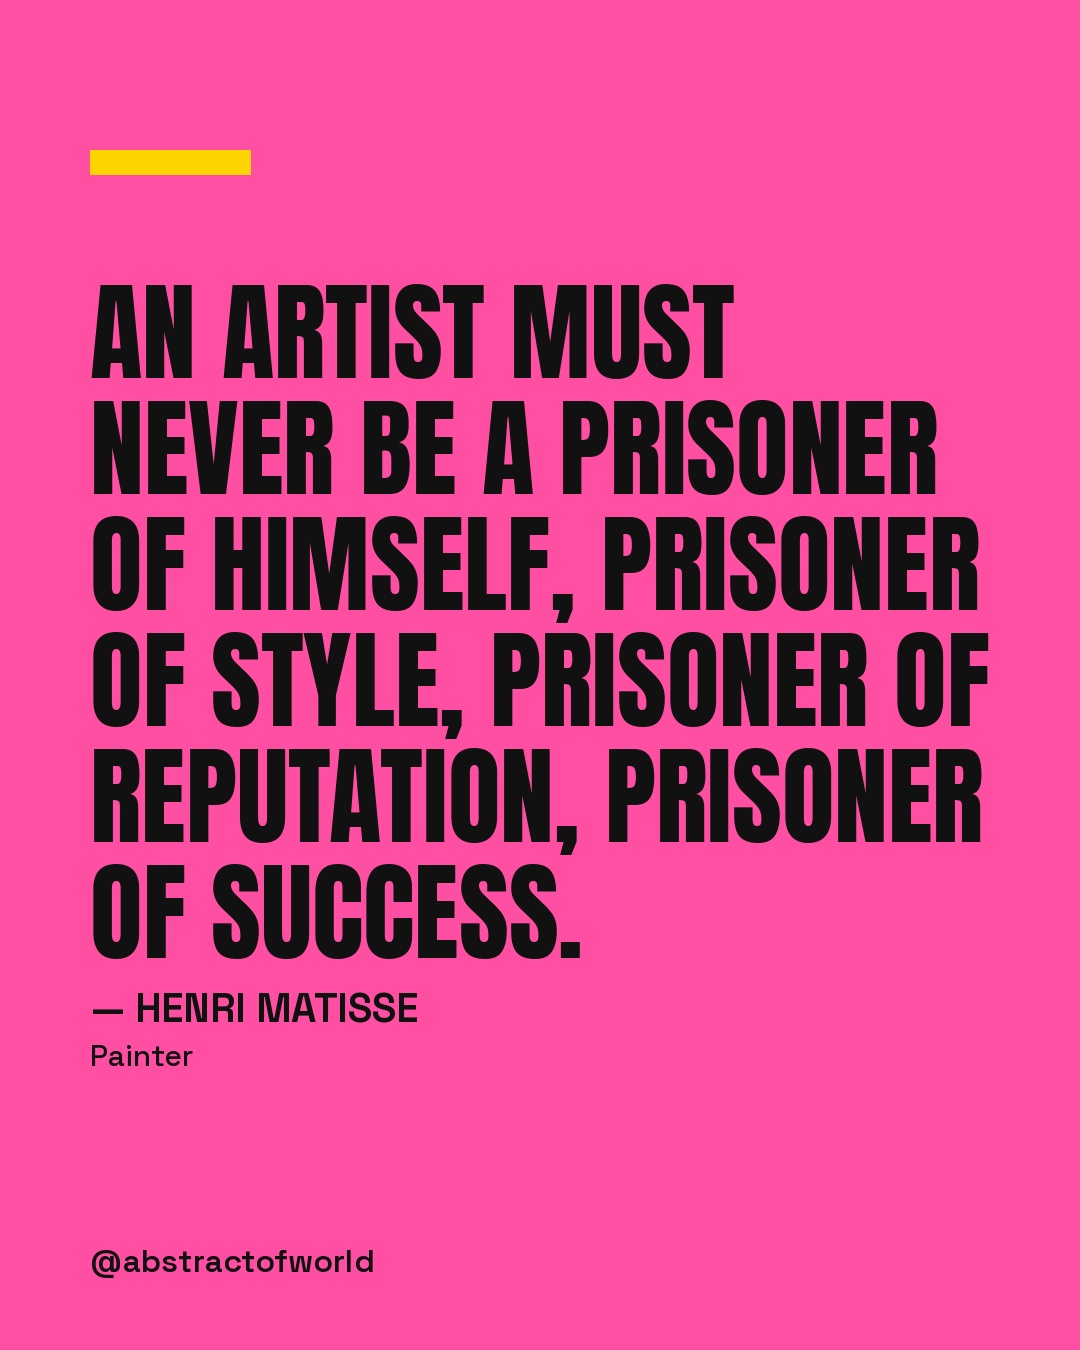 AN ARTIST MUST
NEVER BE A PRISONER
OF HIMSELF, PRISONER
OF STYLE, PRISONER OF
REPUTATION, PRISONER
OF SUCCESS.
— HENRI MATISSE
Painter
@abstractofworld